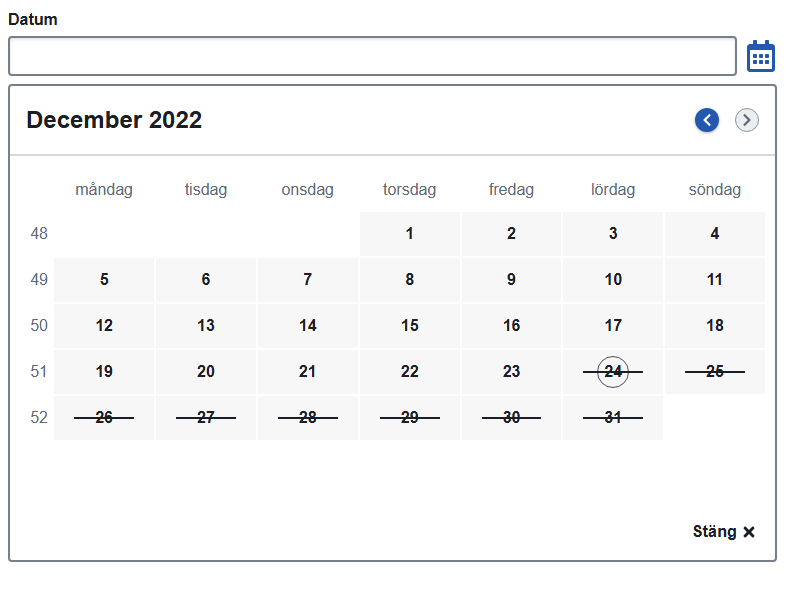 Datum
December 2022
måndag tisdag onsdag torsdag fredag lördag söndag
48 1 2 3 4
49 5 6 7 8 9 10 11
50 12 13 14 15 16 17 18
51 19 20 21 22 23 24 25
52 26 27 28 29 30 31
Stäng